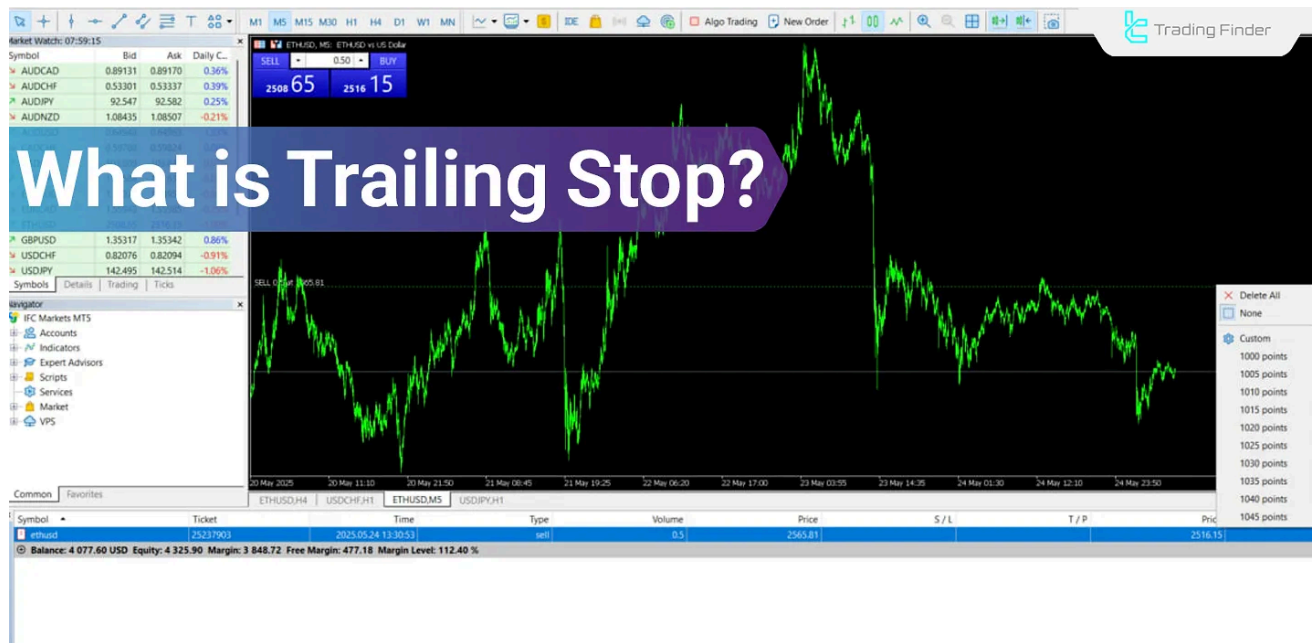 M1 M5 M15 M30 H1 H4 D1 W1 MN IDE Algo Trading New Order
Trading Finder
Market Watch: 07:59:15
Symbol Bid Ask Daily C...
AUDCAD 0.89131 0.89170 0.36%
AUDCHF 0.53301 0.53337 0.39%
AUDJPY 92.547 92.582 0.25%
AUDNZD 1.08435 1.08507 -0.21%
GBPUSD 1.35317 1.35342 0.86%
USDCHF 0.82076 0.82094 -0.91%
USDJPY 142.495 142.514 -1.06%
Symbols Details Trading Ticks
ETHUSD, M5: ETHUSD vs US Dollar
SELL 0.50 BUY
2508 65 2516 15
What is Trailing Stop?
Navigator
IFC Markets MT5
Accounts
Indicators
Expert Advisors
Scripts
Services
Market
VPS
Common Favorites
20 May 2025 20 May 11:10 20 May 21:50 21 May 08:45 21 May 19:25 22 May 06:20 22 May 17:00 23 May 03:55 23 May 14:35 24 May 01:30 24 May 12:10 24 May 23:50
ETHUSD,H4 USDCHF,H1 ETHUSD,M5 USDJPY,H1
Delete All
None
Custom
1000 points
1005 points
1010 points
1015 points
1020 points
1025 points
1030 points
1035 points
1040 points
1045 points
Symbol Ticket Time Type Volume Price S / L T / P
ethusd 25237903 2025.05.24 13:30:53 sell 0.5 2565.81 2516.15
Balance: 4 077.60 USD Equity: 4 325.90 Margin: 3 848.72 Free Margin: 477.18 Margin Level: 112.40 %